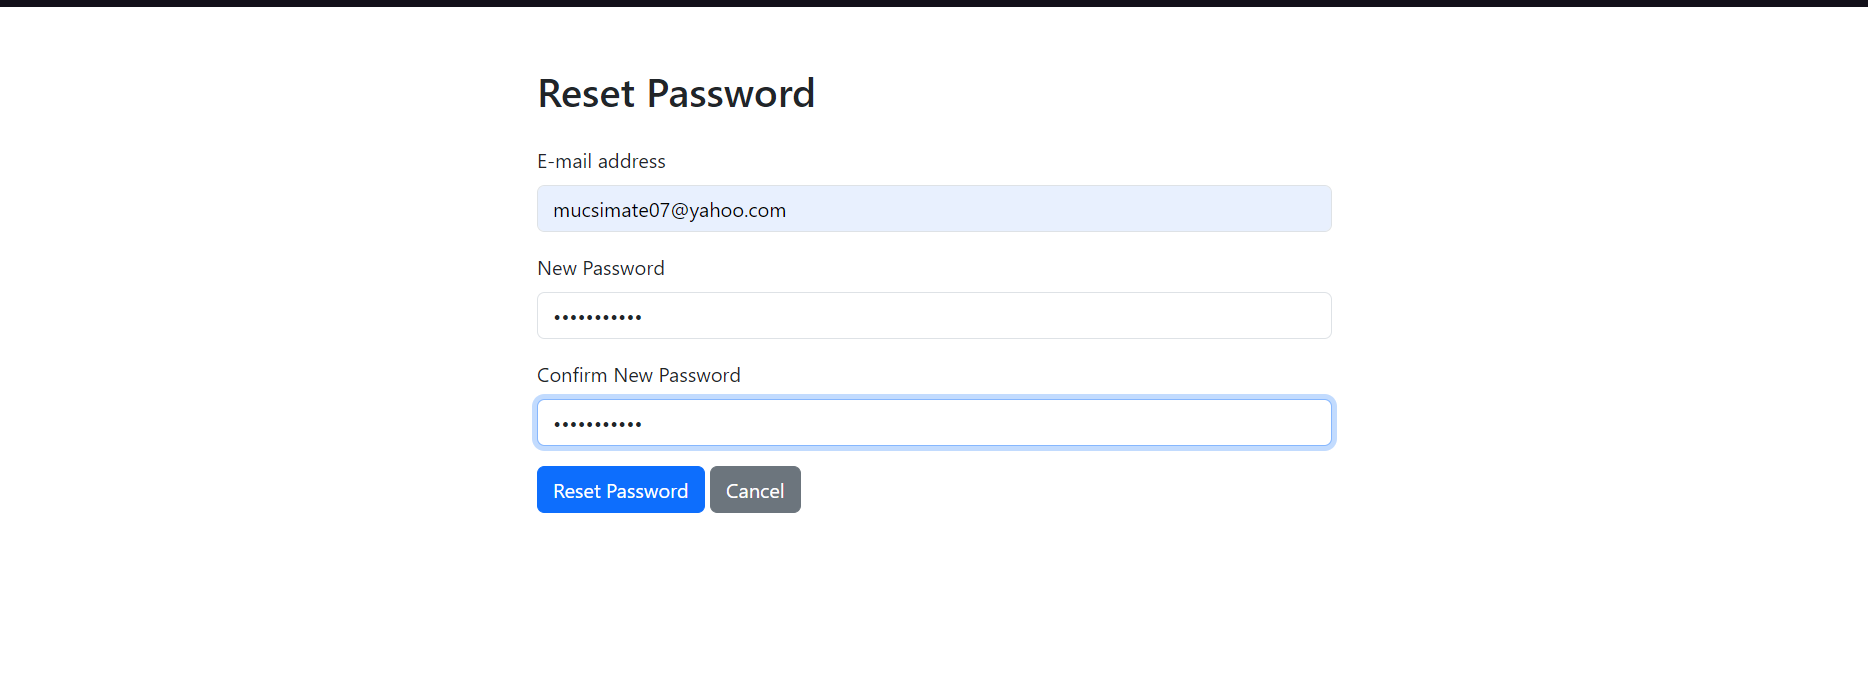 Reset Password
E-mail address
mucsimate07@yahoo.com
New Password
•••••••••••
Confirm New Password
•••••••••••
Reset Password Cancel